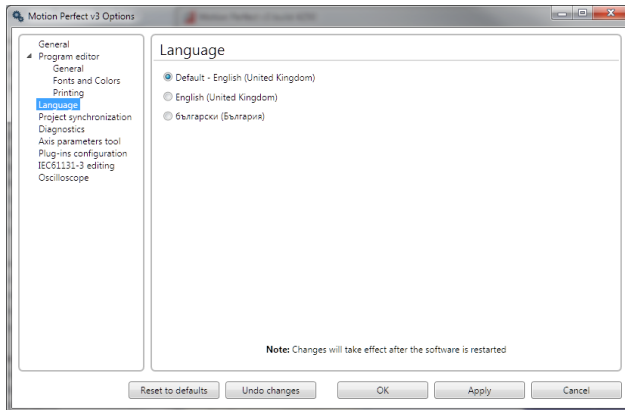 Motion Perfect v3 Options
General
Program editor
General
Fonts and Colors
Printing
Language
Project synchronization
Diagnostics
Axis parameters tool
Plug-ins configuration
IEC61131-3 editing
Oscilloscope
Language
Default - English (United Kingdom)
English (United Kingdom)
български (България)
Note: Changes will take effect after the software is restarted
Reset to defaults
Undo changes
OK
Apply
Cancel